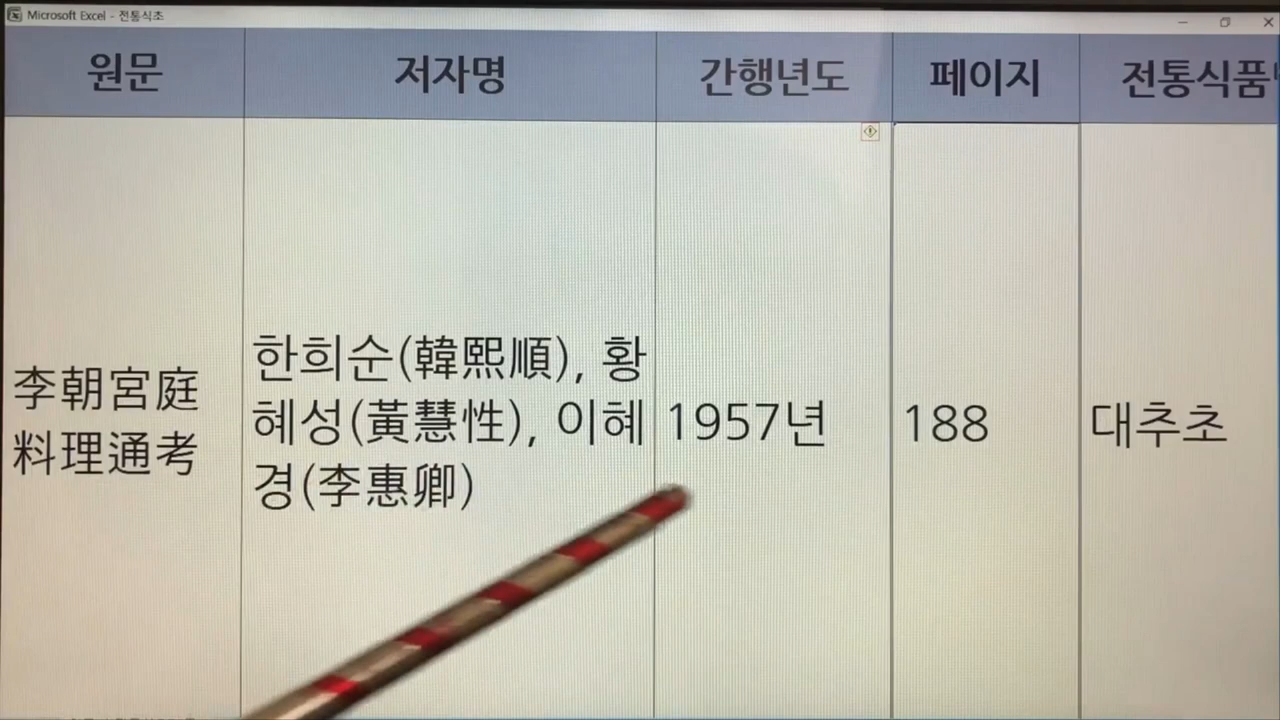 Microsoft Excel - 전통식초
원문 저자명 간행년도 페이지 전통식품
李朝宮庭
料理通考
한희순(韓熙順), 황
혜성(黃慧性), 이혜
경(李惠卿)
1957년
188
대추초